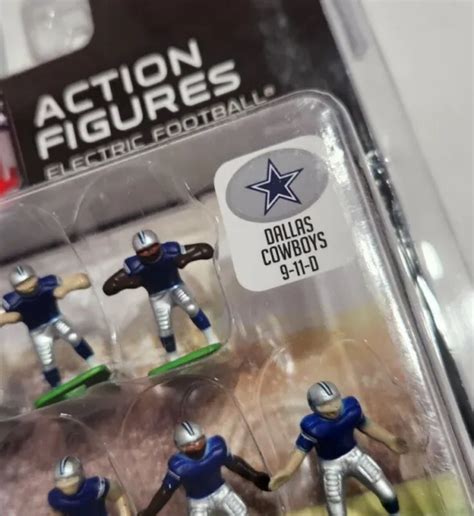 ACTION
FIGURES
ELECTRIC FOOTBALL®
DALLAS
COWBOYS
9-11-D